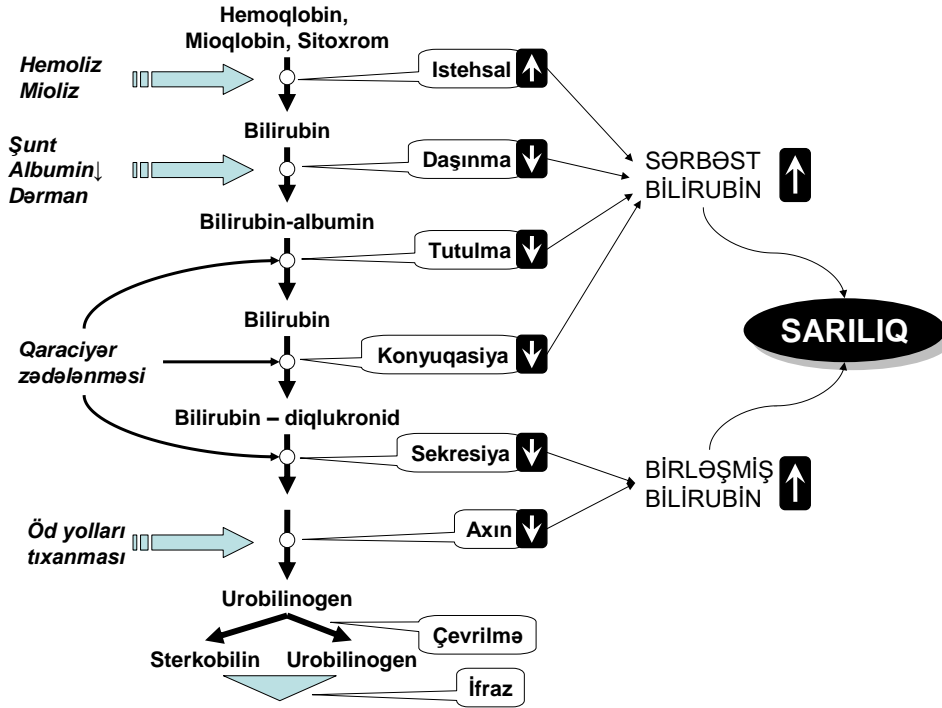 Hemoqlobin,
Mioqlobin, Sitoxrom
Hemoliz
Mioliz
Istehsal
Bilirubin
Şunt
Albumin↓
Dərman
Daşınma
SƏRBƏST
BİLİRUBİN
Bilirubin-albumin
Tutulma
Bilirubin
SARILIQ
Qaraciyər
zədələnməsi
Konyuqasiya
Bilirubin – diqlukronid
Sekresiya
BİRLƏŞMİŞ
BİLİRUBİN
Öd yolları
tıxanması
Axın
Urobilinogen
Çevrilmə
Sterkobilin
Urobilinogen
İfraz